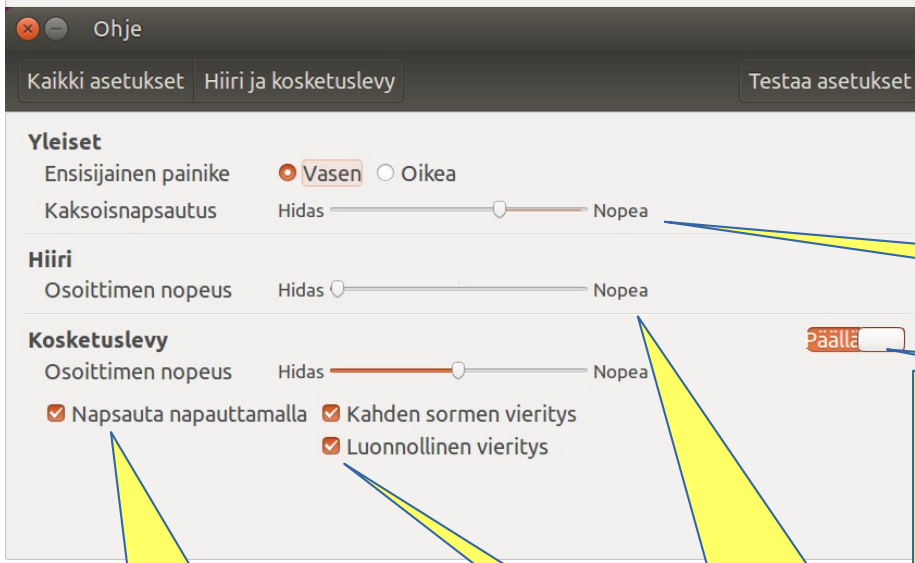 Ohje
Kaikki asetukset Hiiri ja kosketuslevy Testaa asetukset
Yleiset
Ensisijainen painike Vasen Oikea
Kaksoisnapsautus Hidas Nopea
Hiiri
Osoittimen nopeus Hidas Nopea
Kosketuslevy Päällä
Osoittimen nopeus Hidas Nopea
Napsauta napauttamalla Kahden sormen vieritys
Luonnollinen vieritys